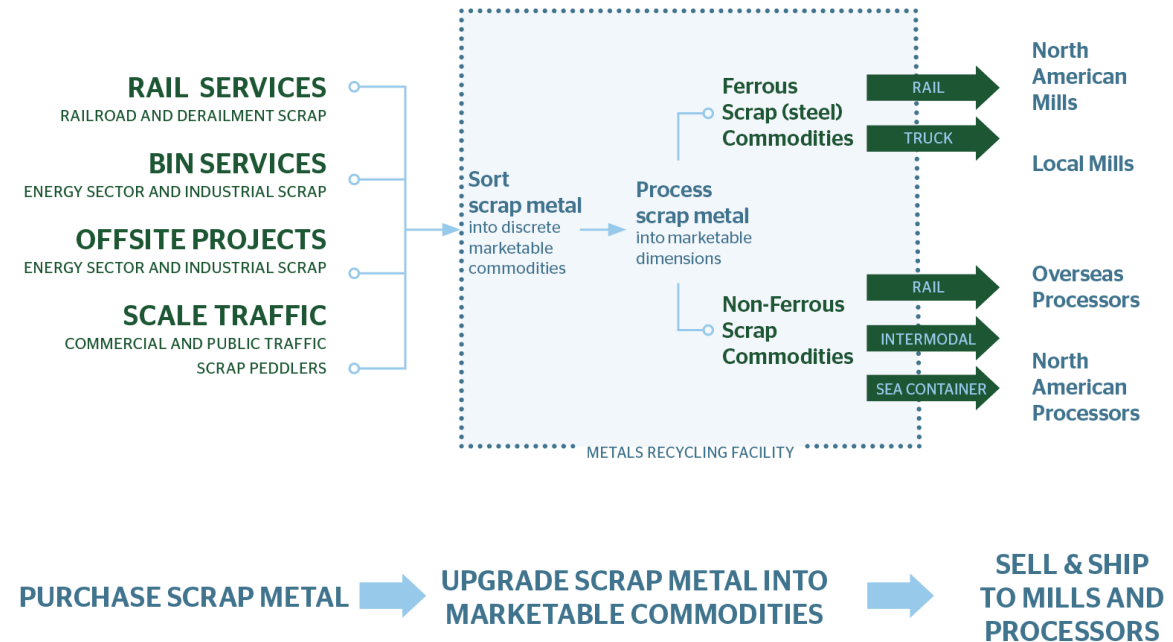 RAIL SERVICES
RAILROAD AND DERAILMENT SCRAP
BIN SERVICES
ENERGY SECTOR AND INDUSTRIAL SCRAP
OFFSITE PROJECTS
ENERGY SECTOR AND INDUSTRIAL SCRAP
SCALE TRAFFIC
COMMERCIAL AND PUBLIC TRAFFIC
SCRAP PEDDLERS
Sort
scrap metal
into discrete
marketable
commodities
Process
scrap metal
into marketable
dimensions
Ferrous
Scrap (steel)
Commodities
RAIL
TRUCK
North
American
Mills
Local Mills
Non-Ferrous
Scrap
Commodities
RAIL
INTERMODAL
SEA CONTAINER
Overseas
Processors
North
American
Processors
METALS RECYCLING FACILITY
PURCHASE SCRAP METAL
UPGRADE SCRAP METAL INTO
MARKETABLE COMMODITIES
SELL & SHIP
TO MILLS AND
PROCESSORS